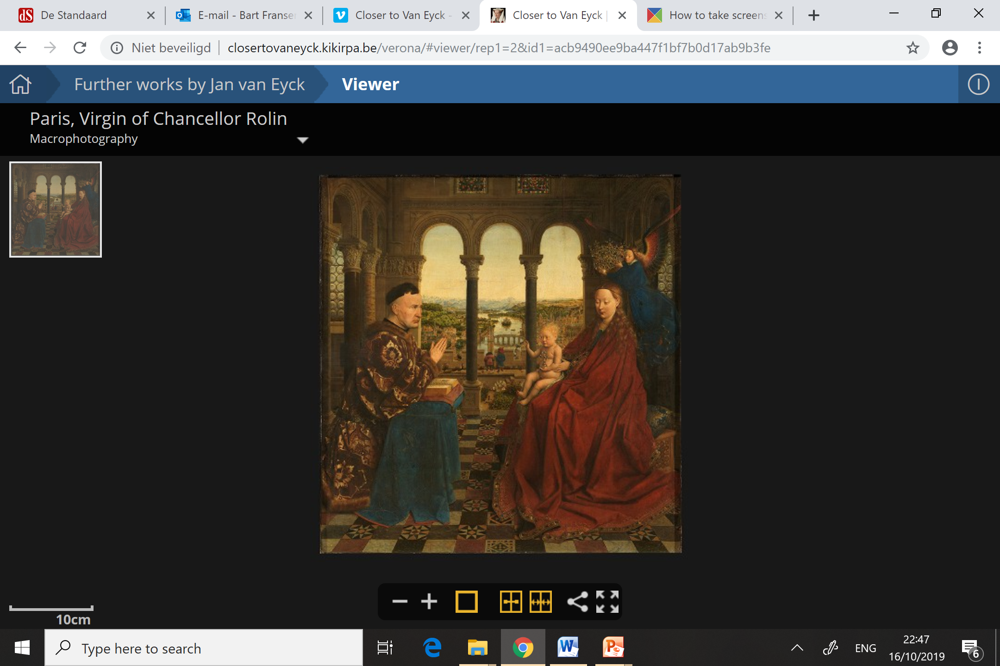 dS De Standaard
E-mail - Bart Franse
Closer to Van Eyck -
Closer to Van Eyck |
How to take screens
Niet beveiligd
closertovaneyck.kikirpa.be/verona/#viewer/rep1=2&id1=acb9490ee9ba447f1bf7b0d17ab9b3fe
Further works by Jan van Eyck
Viewer
Paris, Virgin of Chancellor Rolin
Macrophotography
10cm
Type here to search
ENG
22:47
16/10/2019
6